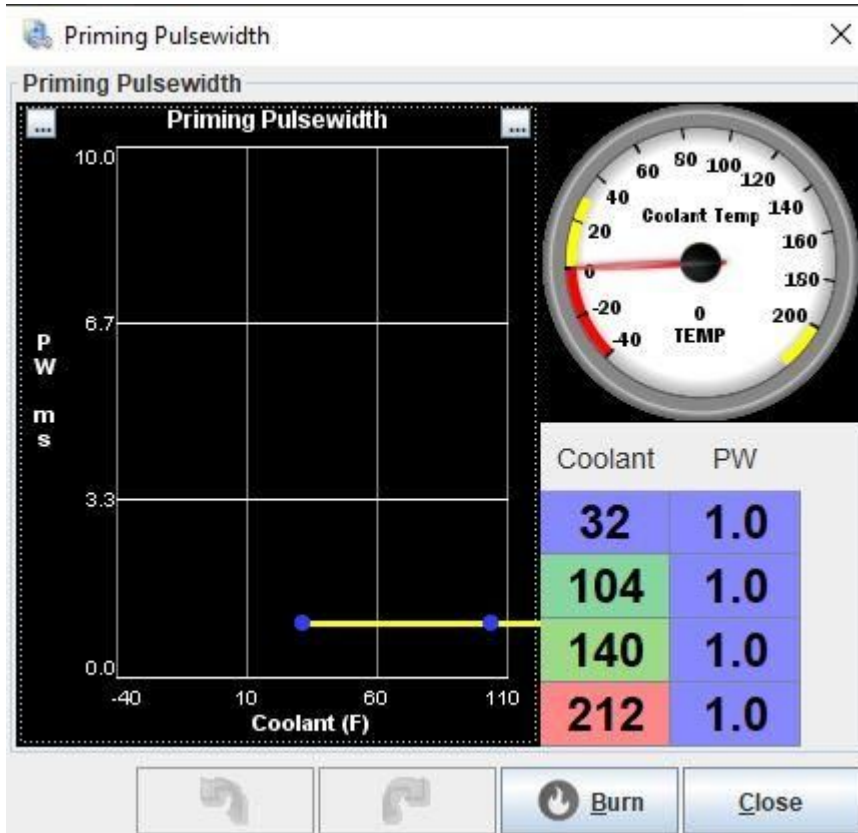 Priming Pulsewidth
Priming Pulsewidth
... Priming Pulsewidth ...
10.0
6.7
3.3
0.0
PW ms
-40 10 60 110
Coolant (F)
-40
-20
0
20
40
60
80
100
120
140
160
180
200
Coolant Temp
0
TEMP
Coolant PW
32 1.0
104 1.0
140 1.0
212 1.0
Burn Close